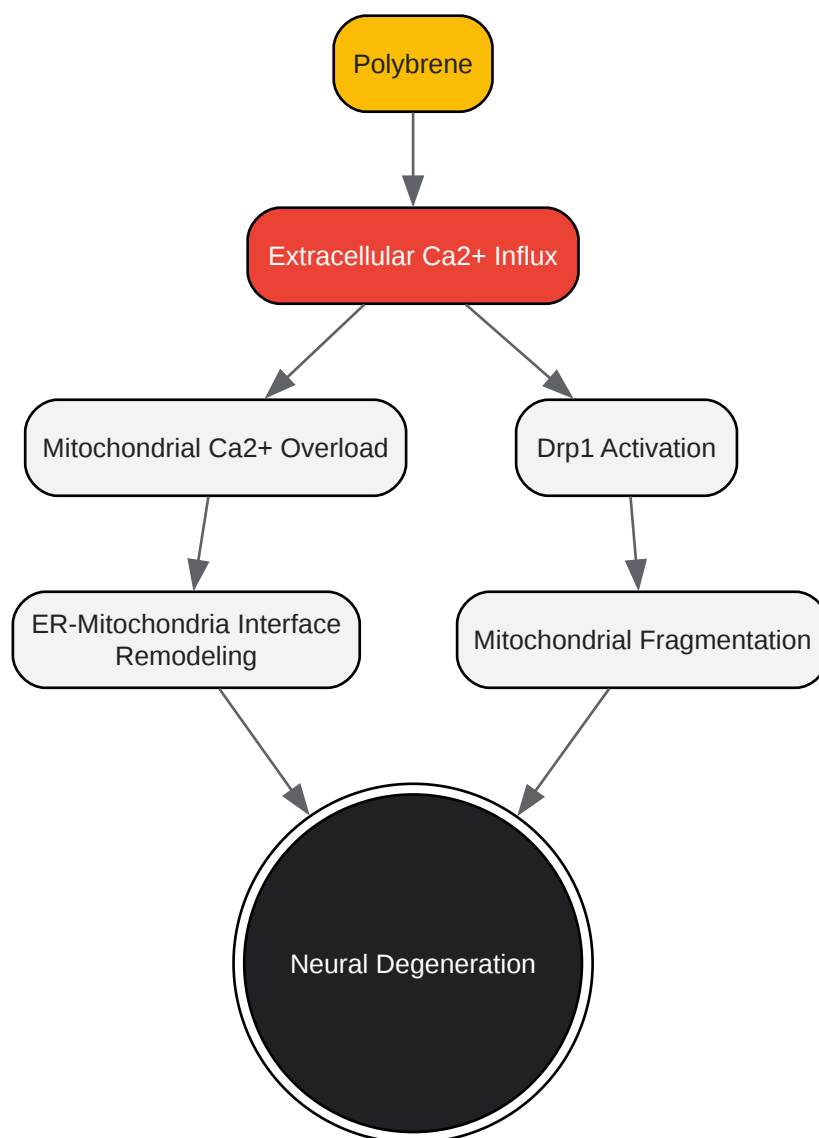 Polybrene
Extracellular Ca2+ Influx
Mitochondrial Ca2+ Overload
Drp1 Activation
ER-Mitochondria Interface
Remodeling
Mitochondrial Fragmentation
Neural Degeneration